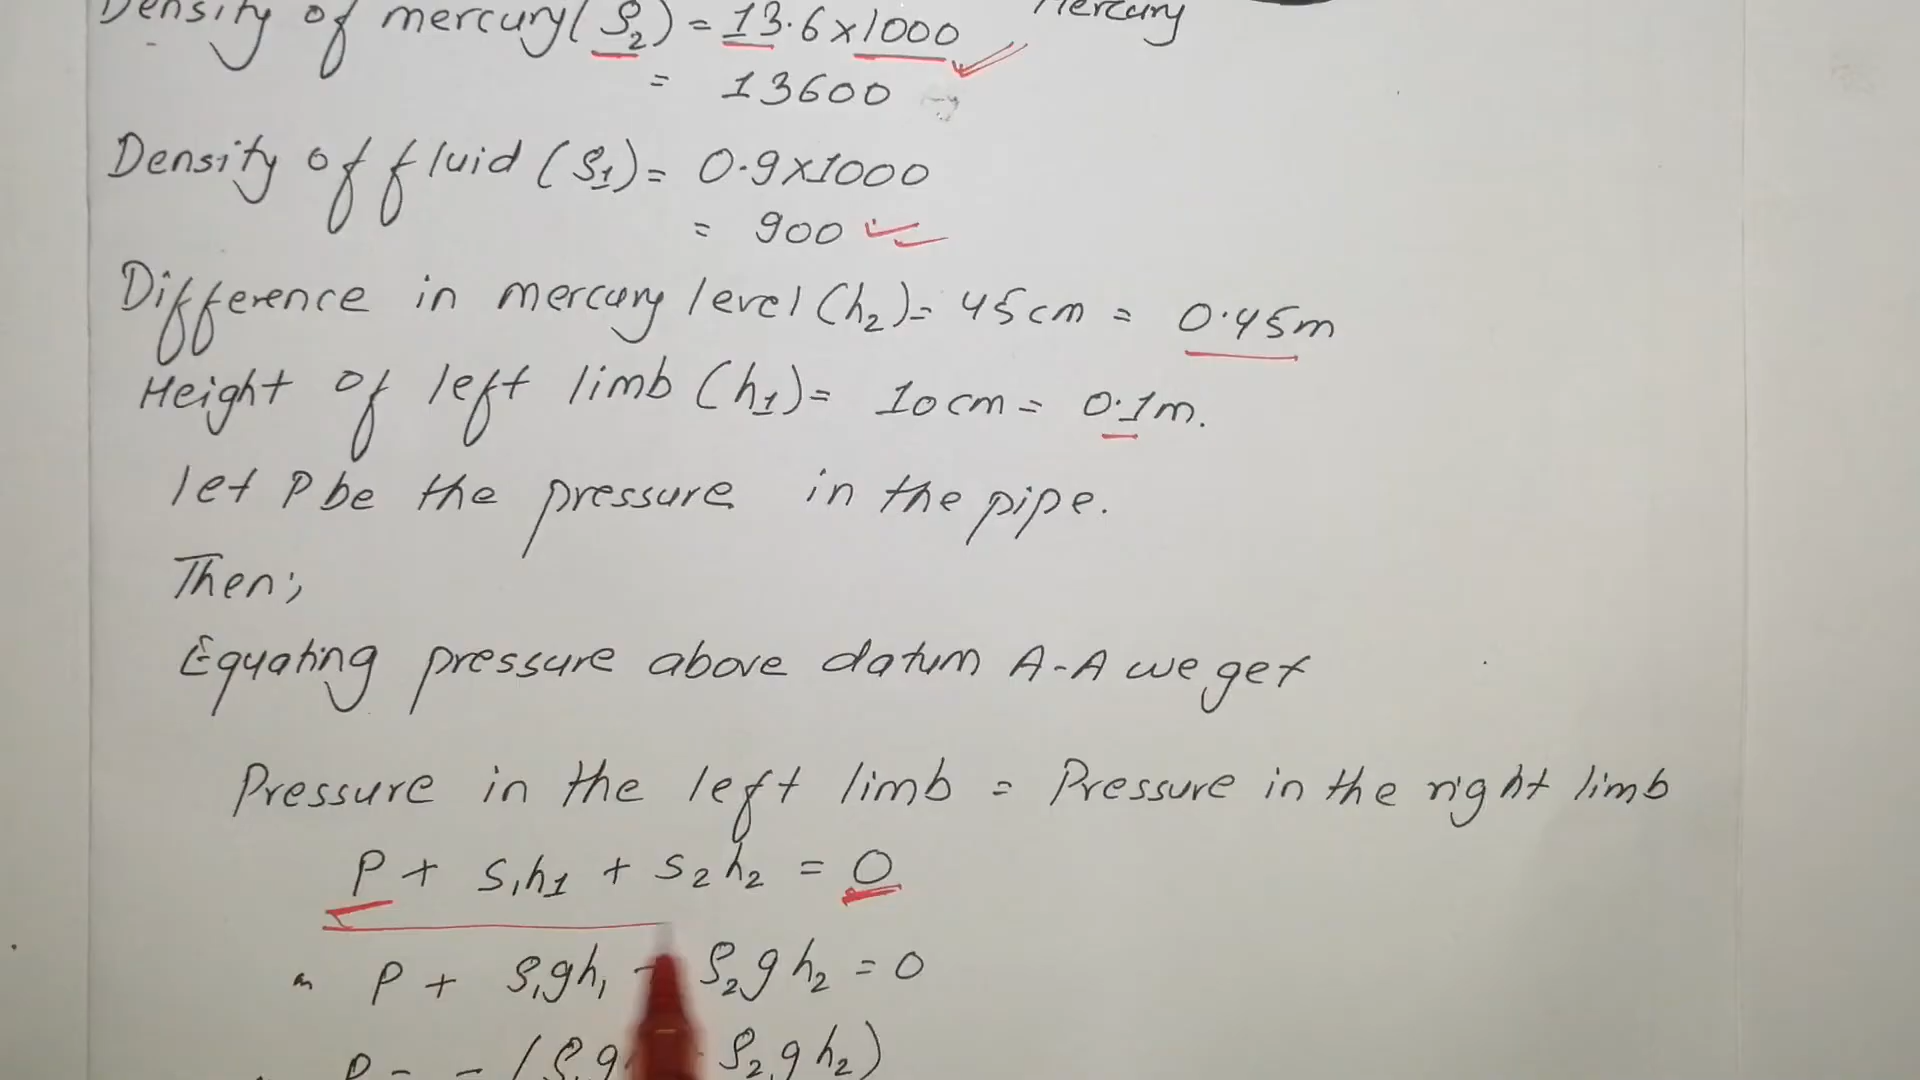 Density of mercury (ρ2) = 13.6x1000
Mercury
= 13600
Density of fluid (ρ1) = 0.9x1000
= 900
Difference in mercury level (h2) = 45cm = 0.45m
Height of left limb (h1) = 10cm = 0.1m.
let P be the pressure in the pipe.
Then;
Equating pressure above datum A-A we get
Pressure in the left limb = Pressure in the right limb
P + S1h1 + S2h2 = 0
P + ρ1gh1 + ρ2gh2 = 0
P = - (ρ1g ρ2gh2)